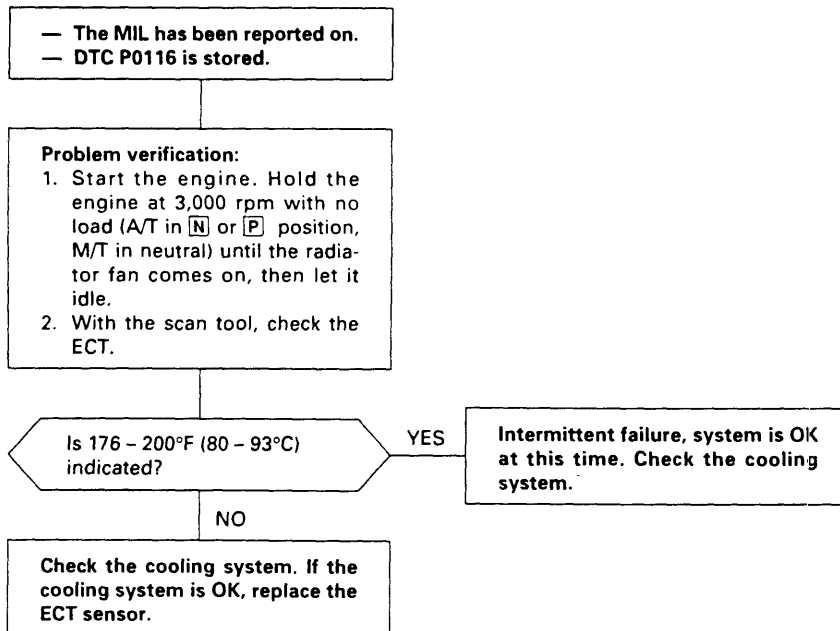 — The MIL has been reported on.
— DTC P0116 is stored.
Problem verification:
1. Start the engine. Hold the
engine at 3,000 rpm with no
load (A/T in N or P position,
M/T in neutral) until the radia-
tor fan comes on, then let it
idle.
2. With the scan tool, check the
ECT.
Is 176 – 200°F (80 – 93°C)
indicated?
YES
Intermittent failure, system is OK
at this time. Check the cooling
system.
NO
Check the cooling system. If the
cooling system is OK, replace the
ECT sensor.